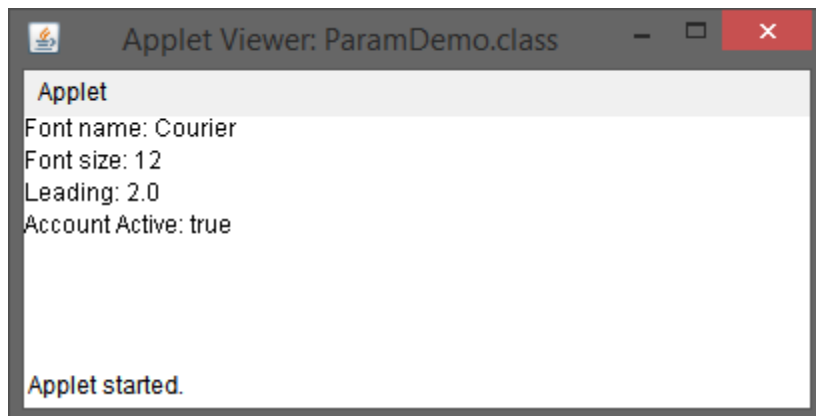 Applet Viewer: ParamDemo.class
Applet
Font name: Courier
Font size: 12
Leading: 2.0
Account Active: true
Applet started.